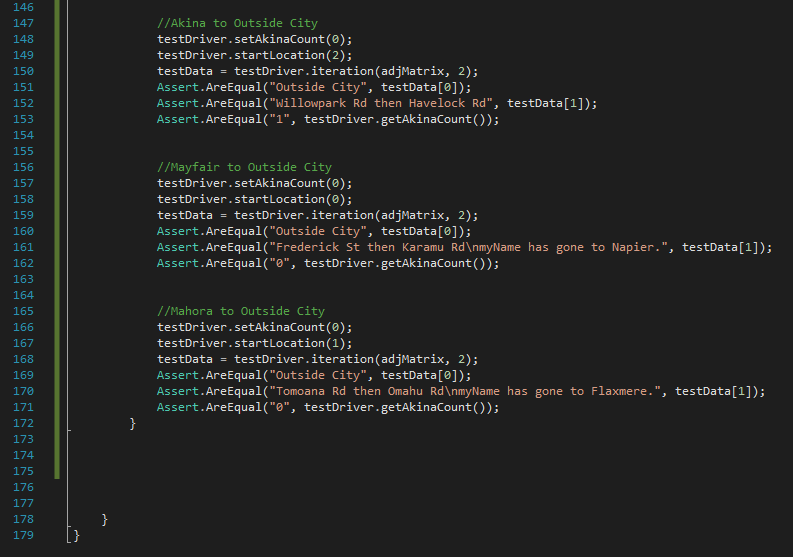 146
147 //Akina to Outside City
148 testDriver.setAkinaCount(0);
149 testDriver.startLocation(2);
150 testData = testDriver.iteration(adjMatrix, 2);
151 Assert.AreEqual("Outside City", testData[0]);
152 Assert.AreEqual("Willowpark Rd then Havelock Rd", testData[1]);
153 Assert.AreEqual("1", testDriver.getAkinaCount());
154
155
156 //Mayfair to Outside City
157 testDriver.setAkinaCount(0);
158 testDriver.startLocation(0);
159 testData = testDriver.iteration(adjMatrix, 2);
160 Assert.AreEqual("Outside City", testData[0]);
161 Assert.AreEqual("Frederick St then Karamu Rd\nmyName has gone to Napier.", testData[1]);
162 Assert.AreEqual("0", testDriver.getAkinaCount());
163
164
165 //Mahora to Outside City
166 testDriver.setAkinaCount(0);
167 testDriver.startLocation(1);
168 testData = testDriver.iteration(adjMatrix, 2);
169 Assert.AreEqual("Outside City", testData[0]);
170 Assert.AreEqual("Tomoana Rd then Omahu Rd\nmyName has gone to Flaxmere.", testData[1]);
171 Assert.AreEqual("0", testDriver.getAkinaCount());
172 }
173
174
175
176
177
178 }
179 }